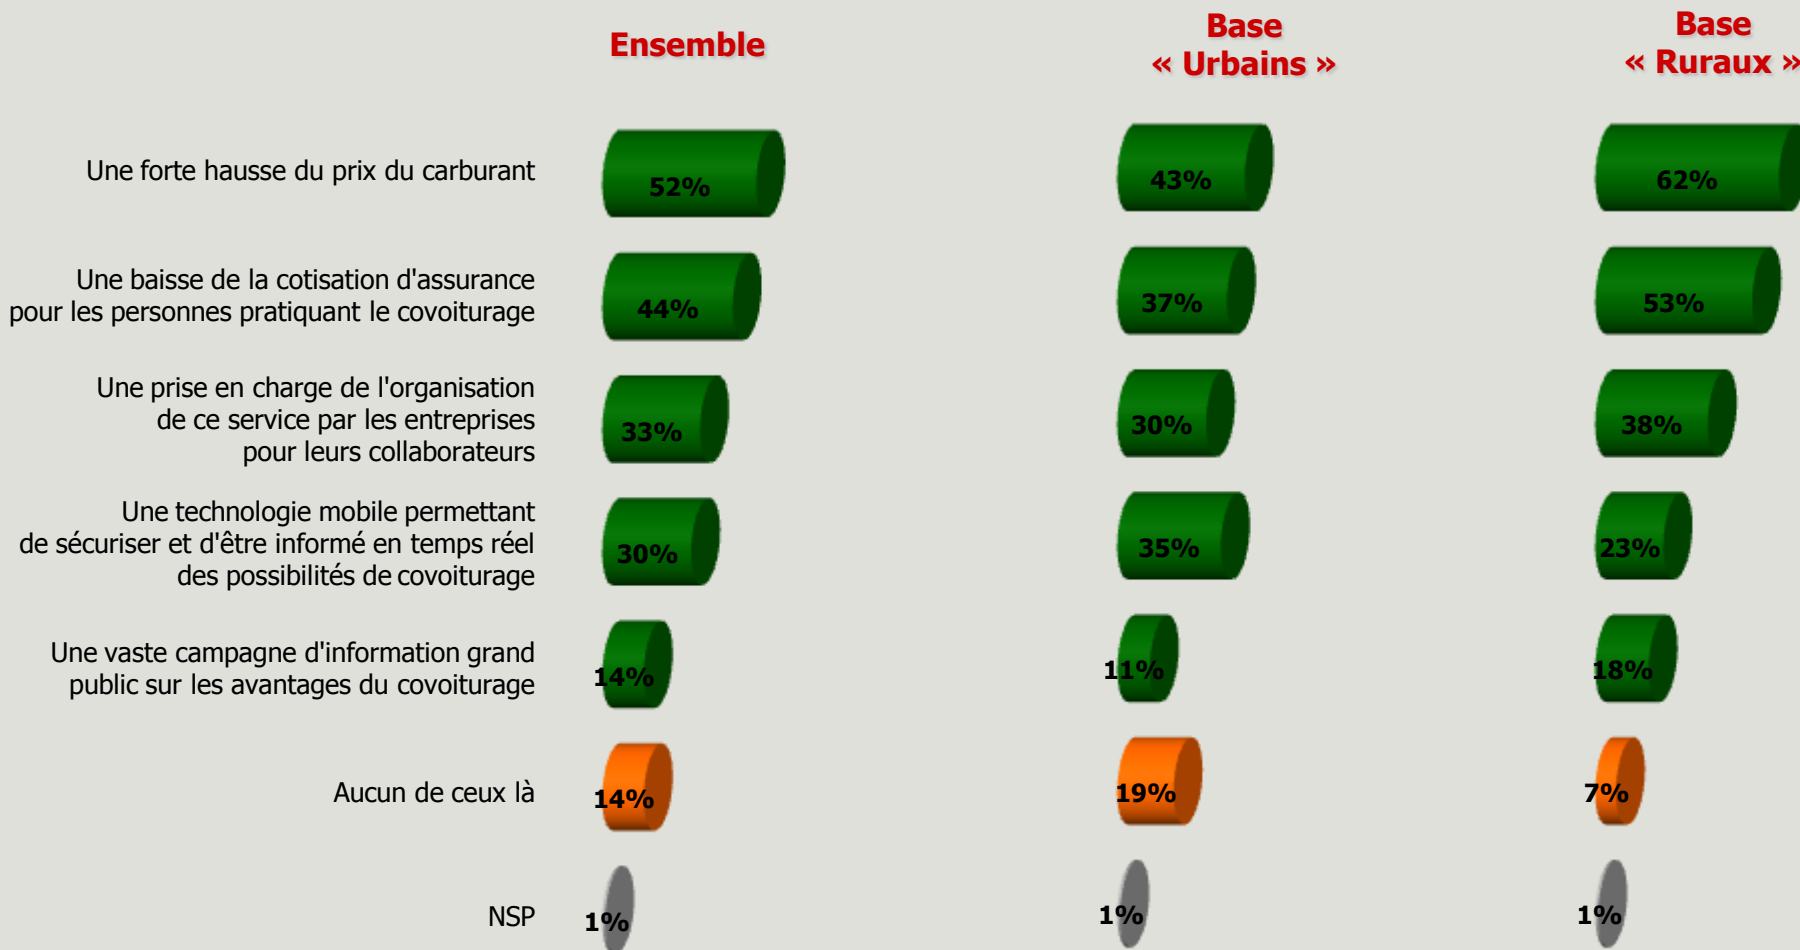 Ensemble
Base
« Urbains »
Base
« Ruraux »
Une forte hausse du prix du carburant
52%
43%
62%
Une baisse de la cotisation d'assurance
pour les personnes pratiquant le covoiturage
44%
37%
53%
Une prise en charge de l'organisation
de ce service par les entreprises
pour leurs collaborateurs
33%
30%
38%
Une technologie mobile permettant
de sécuriser et d'être informé en temps réel
des possibilités de covoiturage
30%
35%
23%
Une vaste campagne d'information grand
public sur les avantages du covoiturage
14%
11%
18%
Aucun de ceux là
14%
19%
7%
NSP
1%
1%
1%